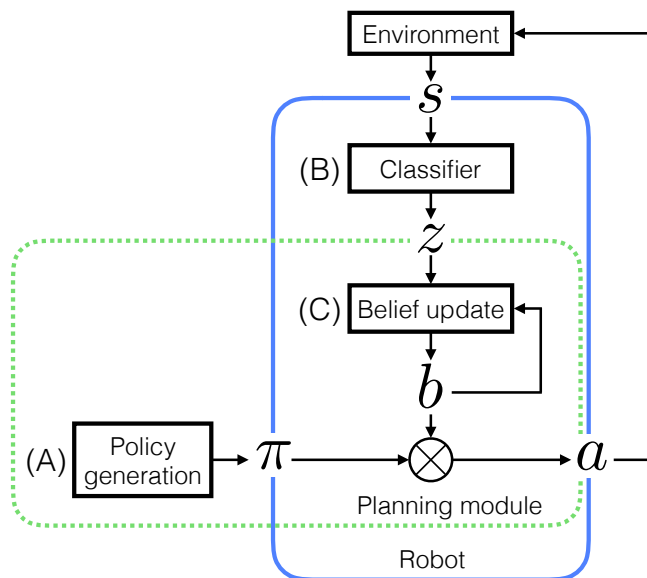 Environment
s
(B)
Classifier
z
(C)
Belief update
b
(A)
Policy
generation
π
a
Planning module
Robot